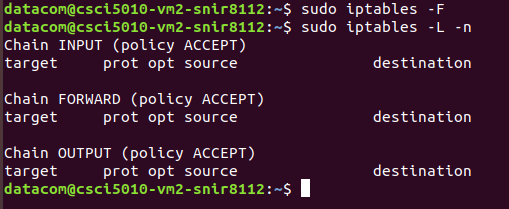 datacom@csci5010-vm2-snir8112:~$ sudo iptables -F
datacom@csci5010-vm2-snir8112:~$ sudo iptables -L -n
Chain INPUT (policy ACCEPT)
target     prot opt source               destination

Chain FORWARD (policy ACCEPT)
target     prot opt source               destination

Chain OUTPUT (policy ACCEPT)
target     prot opt source               destination
datacom@csci5010-vm2-snir8112:~$